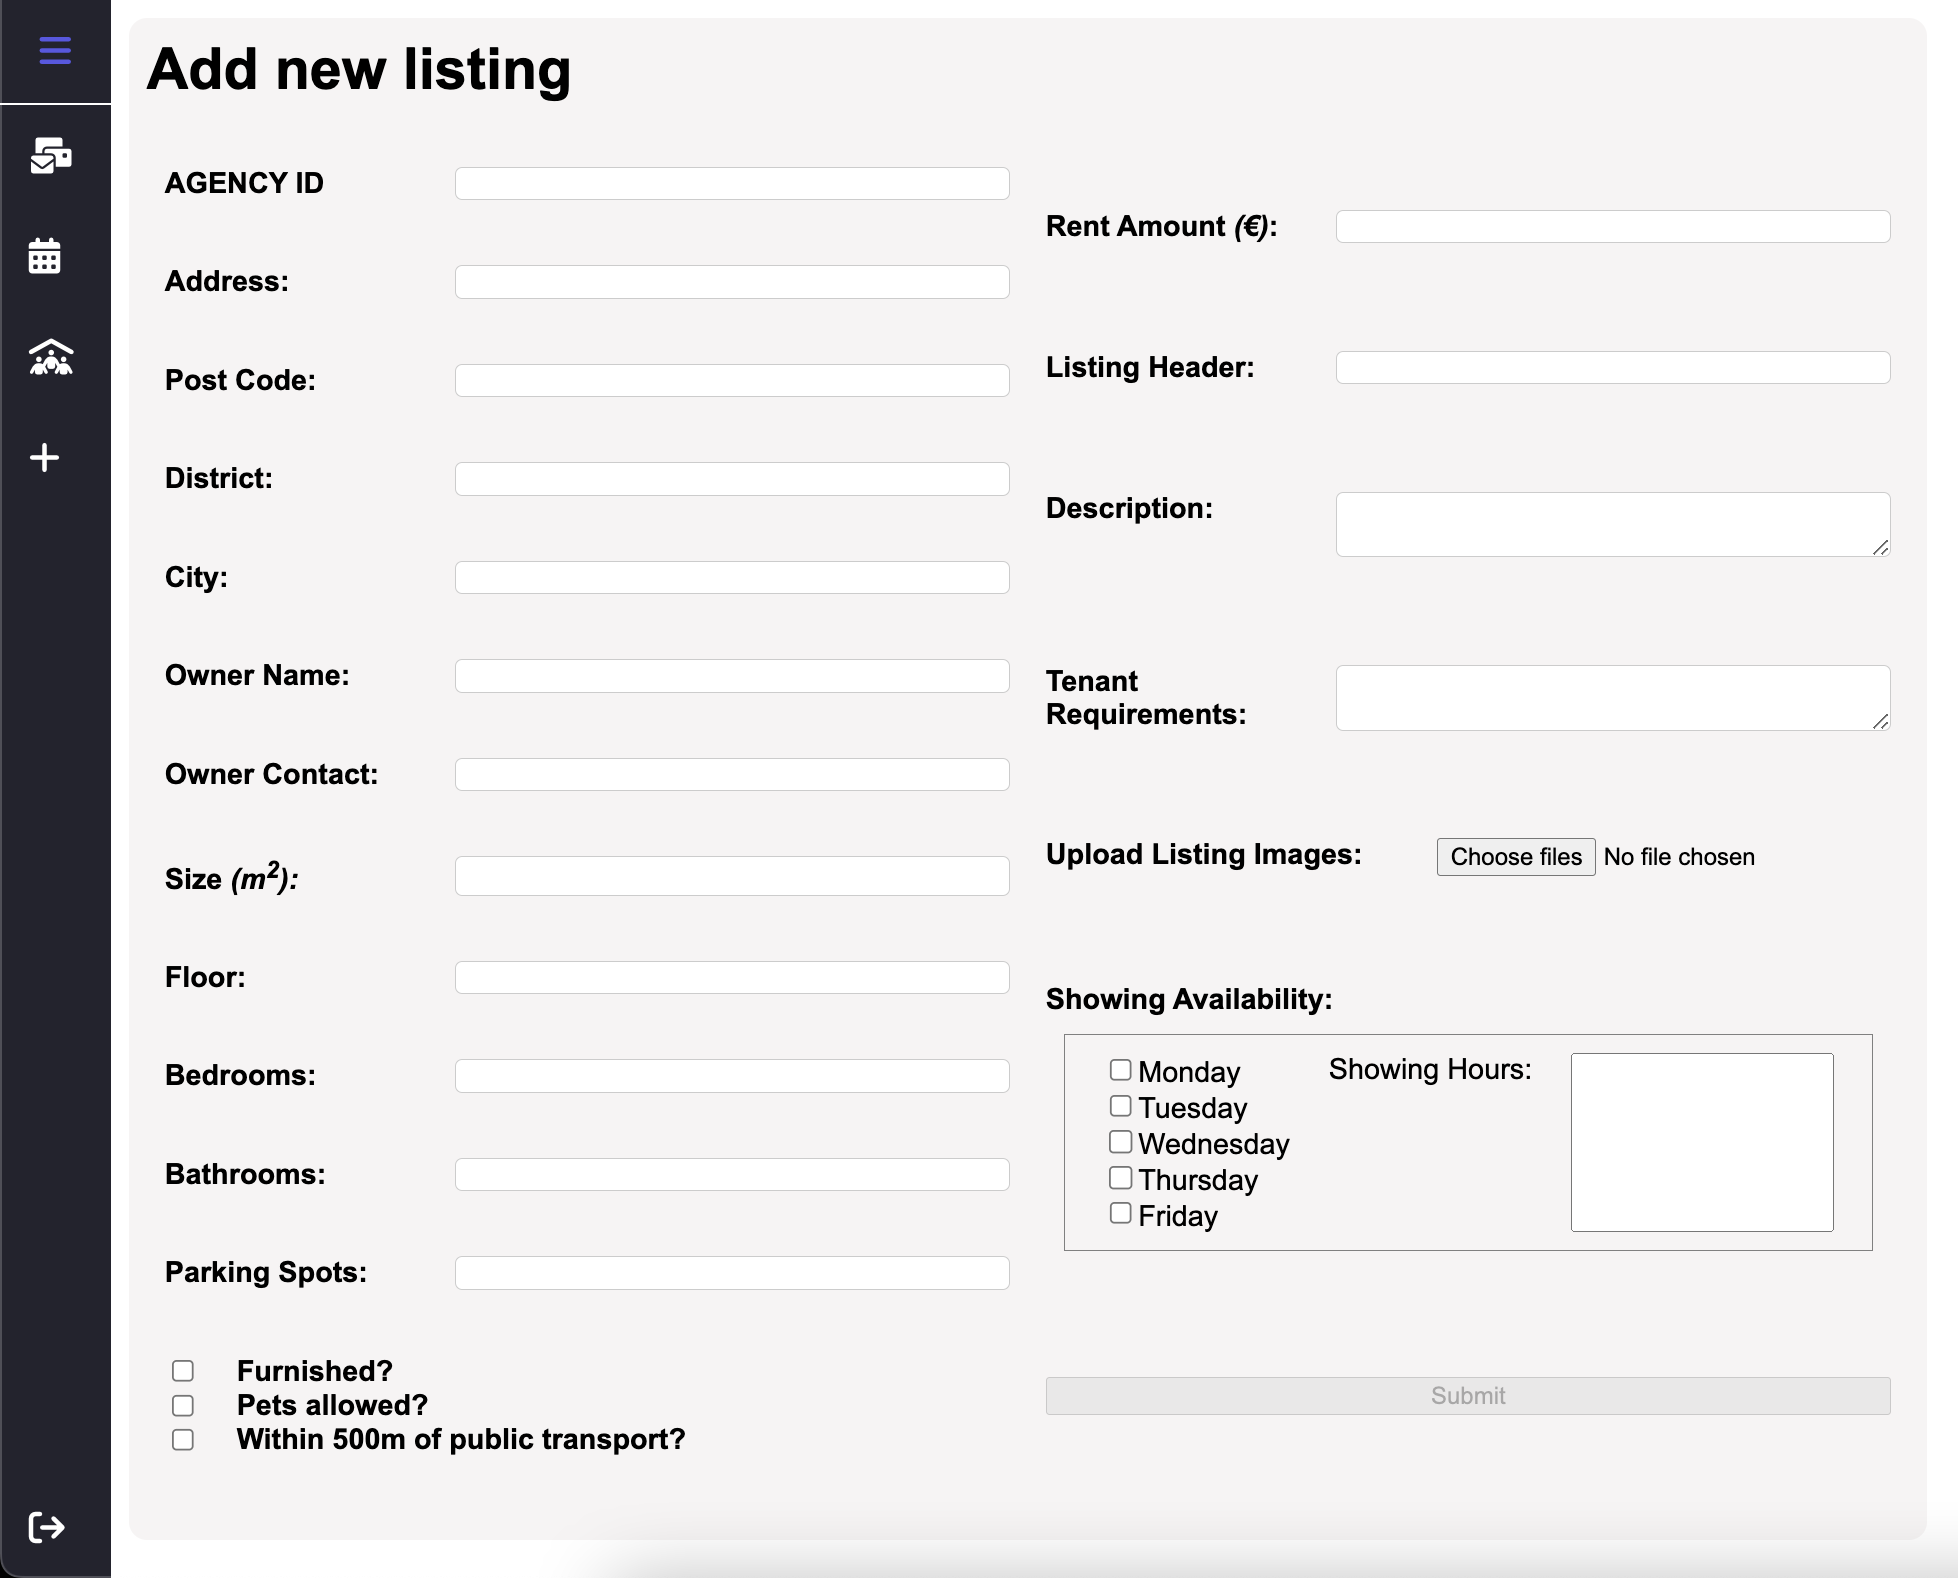 Add new listing
AGENCY ID
Address:
Post Code:
District:
City:
Owner Name:
Owner Contact:
Size (m²):
Floor:
Bedrooms:
Bathrooms:
Parking Spots:
Furnished?
Pets allowed?
Within 500m of public transport?
Rent Amount (€):
Listing Header:
Description:
Tenant
Requirements:
Upload Listing Images: Choose files No file chosen
Showing Availability:
Monday
Tuesday
Wednesday
Thursday
Friday
Showing Hours:
Submit